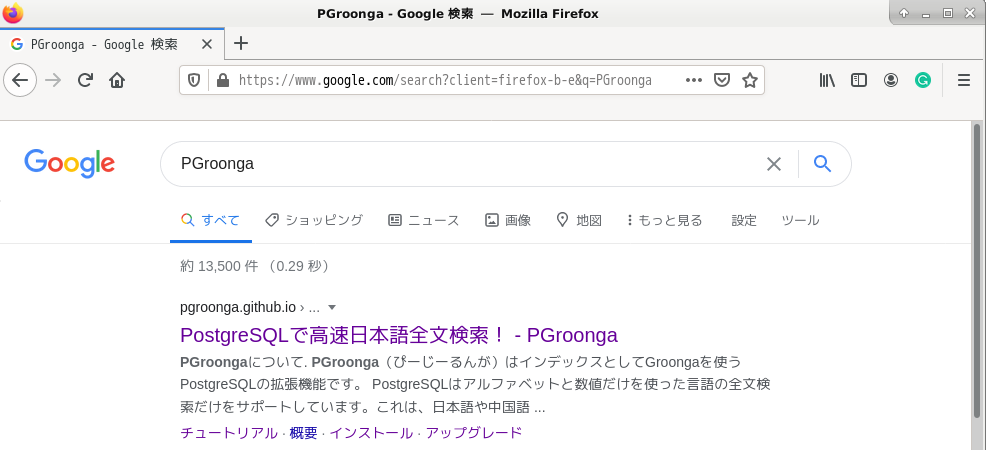 PGroonga - Google 検索 — Mozilla Firefox
PGroonga - Google 検索
https://www.google.com/search?client=firefox-b-e&q=PGroonga
Google
PGroonga
すべて ショッピング ニュース 画像 地図 もっと見る 設定 ツール
約 13,500 件 （0.29 秒）
pgroonga.github.io › ...
PostgreSQLで高速日本語全文検索！ - PGroonga
PGroongaについて. PGroonga（ぴーじーるんが）はインデックスとしてGroongaを使う
PostgreSQLの拡張機能です。 PostgreSQLはアルファベットと数値だけを使った言語の全文検
索だけをサポートしています。これは、日本語や中国語 ...
チュートリアル · 概要 · インストール · アップグレード